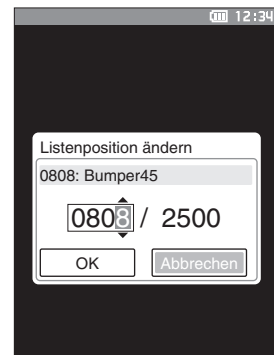 12:34
Listenposition ändern
0808: Bumper45
0808 / 2500
OK Abbrechen